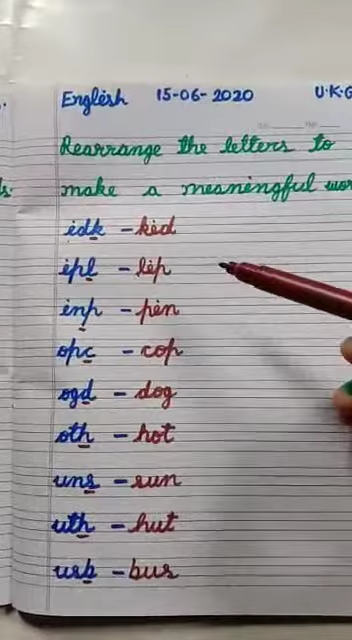 English 15-06-2020 U.K.G
Rearrange the letters to
make a meaningful wor
idk - kid
ipl - lip
inp - pin
opc - cop
ogd - dog
oth - hot
uns - sun
uth - hut
usb - bus